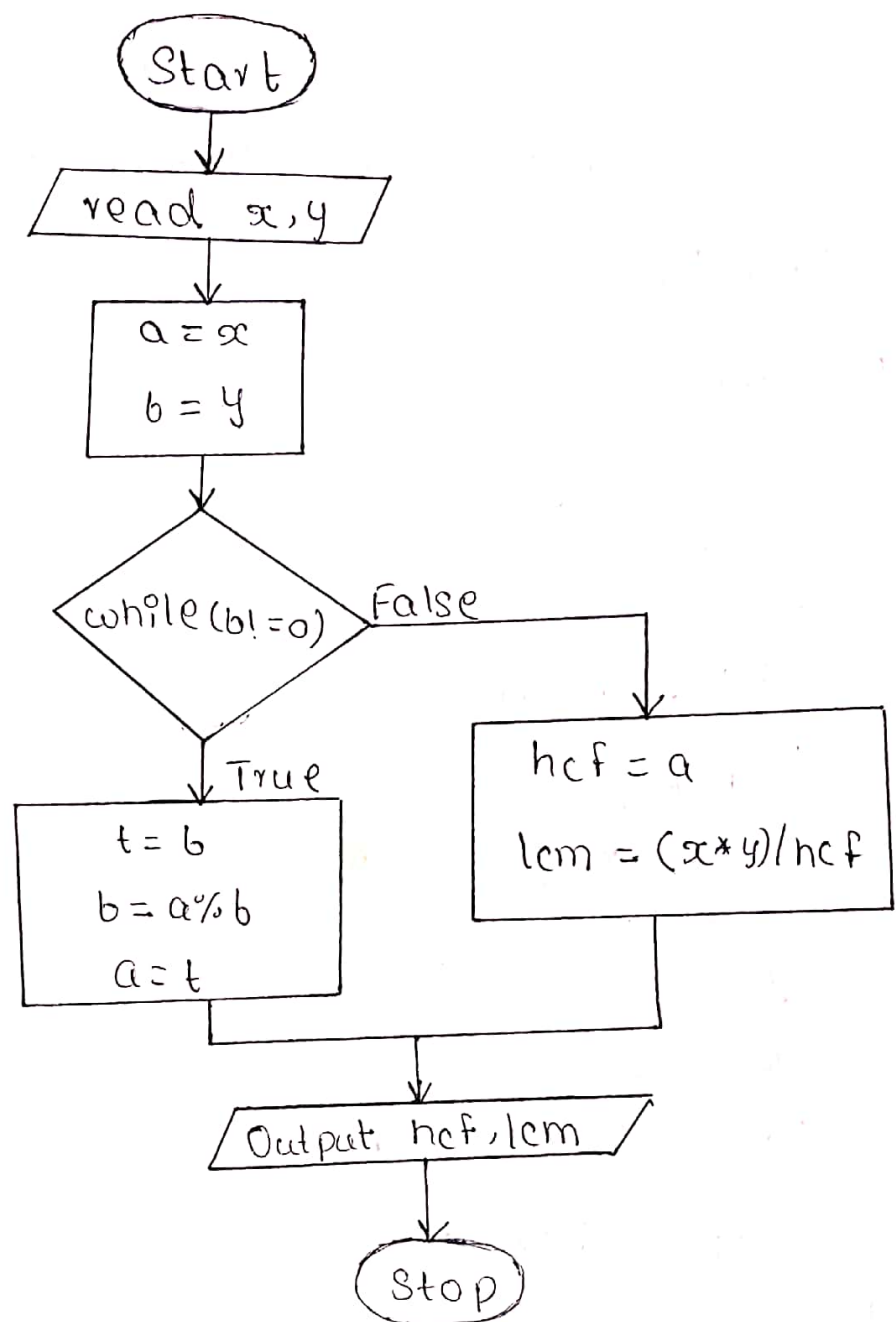 Start
read x, y
a = x
b = y
while(b!=0)
False
True
t = b
b = a%b
a = t
hcf = a
lcm = (x*y)/hcf
Output hcf, lcm
Stop